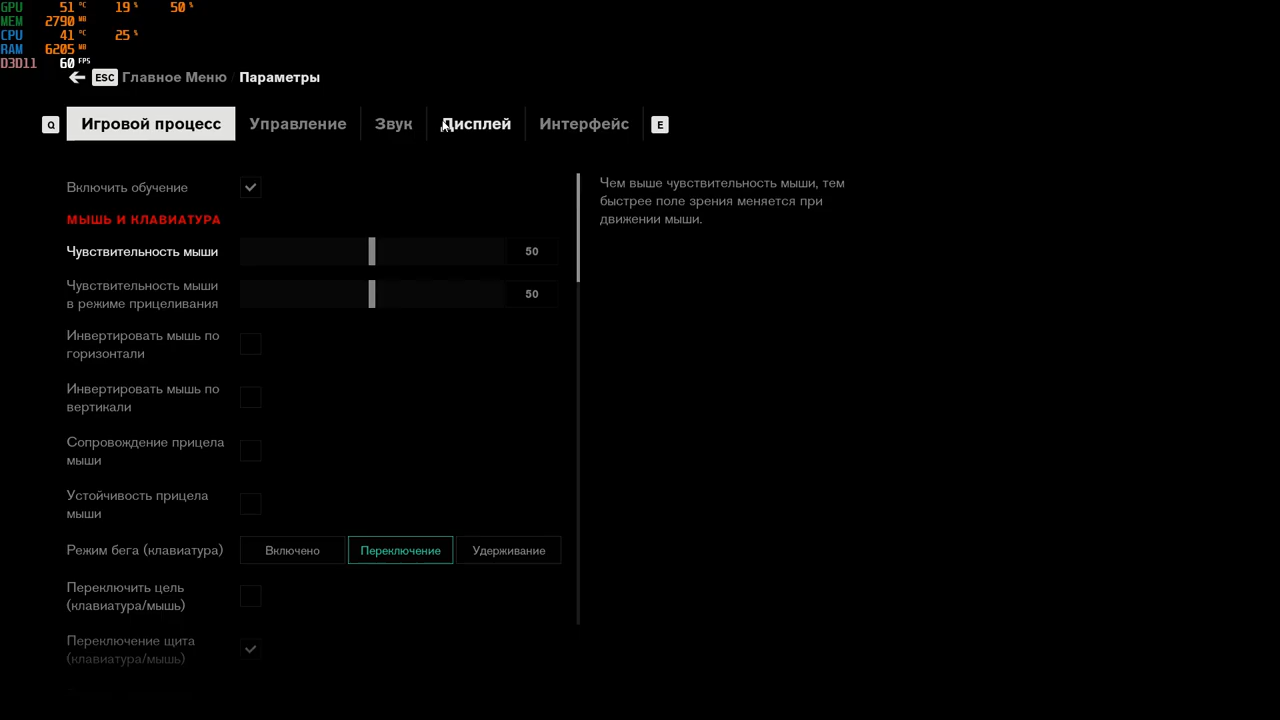 GPU 51 °C 19 % 50 %
MEM 2790 MB
CPU 41 °C 25 %
RAM 6205 MB
D3D11 60 FPS
ESC Главное Меню / Параметры
Q Игровой процесс Управление Звук Дисплей Интерфейс E
Включить обучение
МЫШЬ И КЛАВИАТУРА
Чувствительность мыши 50
Чувствительность мыши
в режиме прицеливания 50
Инвертировать мышь по
горизонтали
Инвертировать мышь по
вертикали
Сопровождение прицела
мыши
Устойчивость прицела
мыши
Режим бега (клавиатура) Включено Переключение Удерживание
Переключить цель
(клавиатура/мышь)
Переключение щита
(клавиатура/мышь)
Чем выше чувствительность мыши, тем
быстрее поле зрения меняется при
движении мыши.